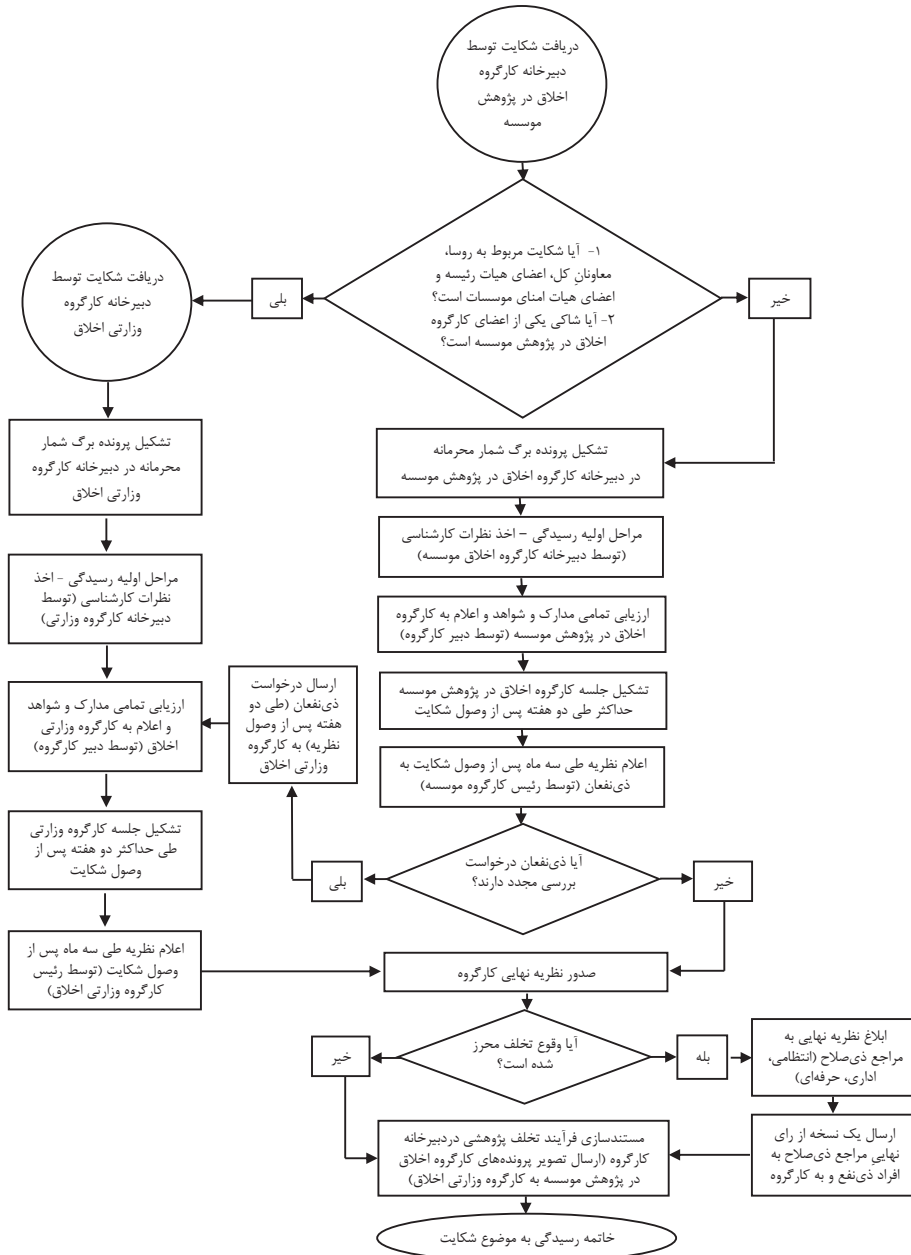 دریافت شکایت توسط
دبیرخانه کارگروه
اخلاق در پژوهش
موسسه
۱- آیا شکایت مربوط به روسا،
معاونانِ کل، اعضای هیات رئیسه و
اعضای هیات امنای موسسات است؟
۲- آیا شاکی یکی از اعضای کارگروه
اخلاق در پژوهش موسسه است؟
خیر
بلی
دریافت شکایت توسط
دبیرخانه کارگروه
وزارتی اخلاق
تشکیل پرونده برگ شمار
محرمانه در دبیرخانه کارگروه
وزارتی اخلاق
مراحل اولیه رسیدگی - اخذ
نظرات کارشناسی (توسط
دبیرخانه کارگروه وزارتی)
ارزیابی تمامی مدارک و شواهد
و اعلام به کارگروه وزارتی
اخلاق (توسط دبیر کارگروه)
تشکیل جلسه کارگروه وزارتی
طی حداکثر دو هفته پس از
وصول شکایت
اعلام نظریه طی سه ماه پس از
وصول شکایت (توسط رئیس
کارگروه وزارتی اخلاق)
تشکیل پرونده برگ شمار محرمانه
در دبیرخانه کارگروه اخلاق در پژوهش موسسه
مراحل اولیه رسیدگی – اخذ نظرات کارشناسی
(توسط دبیرخانه کارگروه اخلاق موسسه)
ارزیابی تمامی مدارک و شواهد و اعلام به کارگروه
اخلاق در پژوهش موسسه (توسط دبیر کارگروه)
تشکیل جلسه کارگروه اخلاق در پژوهش موسسه
حداکثر طی دو هفته پس از وصول شکایت
اعلام نظریه طی سه ماه پس از وصول شکایت به
ذی‌نفعان (توسط رئیس کارگروه موسسه)
آیا ذی‌نفعان درخواست
بررسی مجدد دارند؟
خیر
بلی
ارسال درخواست
ذی‌نفعان (طی دو
هفته پس از وصول
نظریه) به کارگروه
وزارتی اخلاق
صدور نظریه نهایی کارگروه
آیا وقوع تخلف محرز
شده است؟
بله
خیر
ابلاغ نظریه نهایی به
مراجع ذی‌صلاح (انتظامی،
اداری، حرفه‌ای)
ارسال یک نسخه از رای
نهاییِ مراجع ذی‌صلاح به
افراد ذی‌نفع و به کارگروه
مستندسازی فرآیند تخلف پژوهشی دردبیرخانه
کارگروه (ارسال تصویر پرونده‌های کارگروه اخلاق
در پژوهش موسسه به کارگروه وزارتی اخلاق)
خاتمه رسیدگی به موضوع شکایت